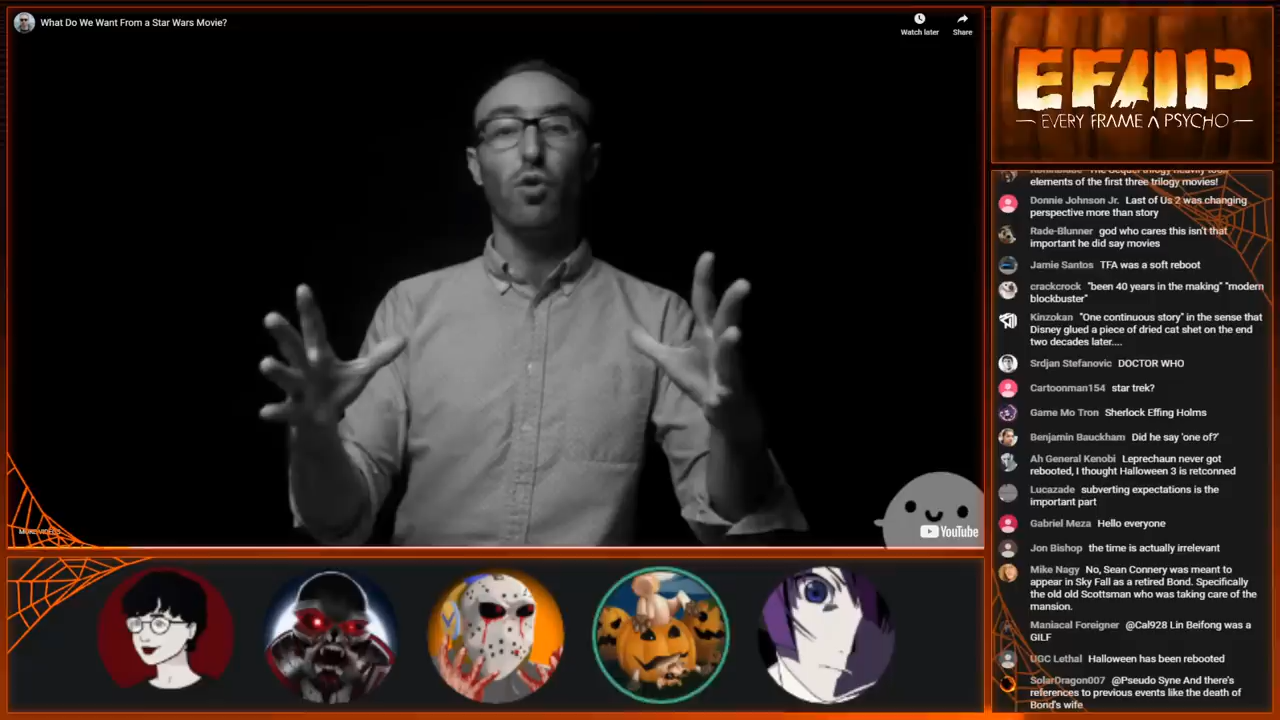 What Do We Want From a Star Wars Movie?
Watch later
Share
MORE VIDEOS
YouTube
EFAP
EVERY FRAME A PSYCHO
elements of the first three trilogy movies!
Donnie Johnson Jr. Last of Us 2 was changing
perspective more than story
Rade-Blunner god who cares this isn't that
important he did say movies
Jamie Santos TFA was a soft reboot
crackcrock "been 40 years in the making" "modern
blockbuster"
Kinzokan "One continuous story" in the sense that
Disney glued a piece of dried cat shet on the end
two decades later....
Srdjan Stefanovic DOCTOR WHO
Cartoonman154 star trek?
Game Mo Tron Sherlock Effing Holms
Benjamin Bauckham Did he say 'one of?'
Ah General Kenobi Leprechaun never got
rebooted, I thought Halloween 3 is retconned
Lucazade subverting expectations is the
important part
Gabriel Meza Hello everyone
Jon Bishop the time is actually irrelevant
Mike Nagy No, Sean Connery was meant to
appear in Sky Fall as a retired Bond. Specifically
the old old Scottsman who was taking care of the
mansion.
Maniacal Foreigner @Cal928 Lin Beifong was a
GILF
UGC Lethal Halloween has been rebooted
SolarDragon007 @Pseudo Syne And there's
references to previous events like the death of
Bond's wife